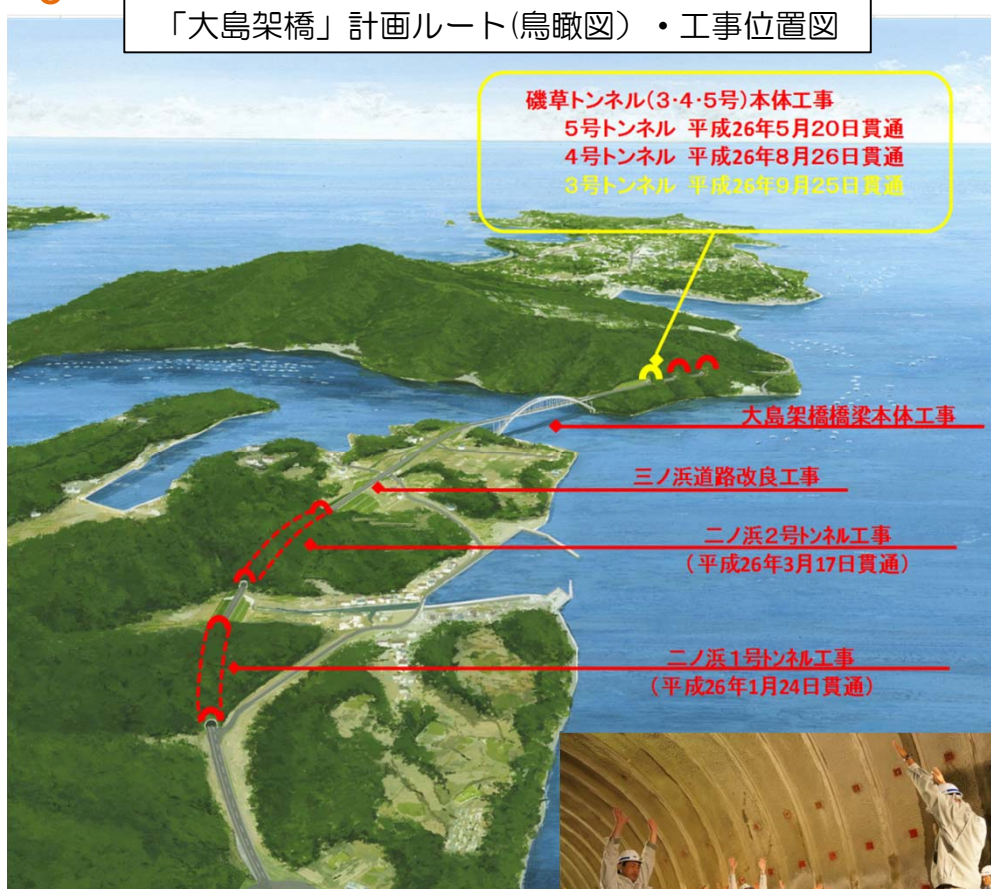 「大島架橋」計画ルート(鳥瞰図）・工事位置図
磯草トンネル(3・4・5号)本体工事
5号トンネル 平成26年5月20日貫通
4号トンネル 平成26年8月26日貫通
3号トンネル 平成26年9月25日貫通
大島架橋橋梁本体工事
三ノ浜道路改良工事
二ノ浜2号トンネル工事
(平成26年3月17日貫通)
二ノ浜1号トンネル工事
(平成26年1月24日貫通)